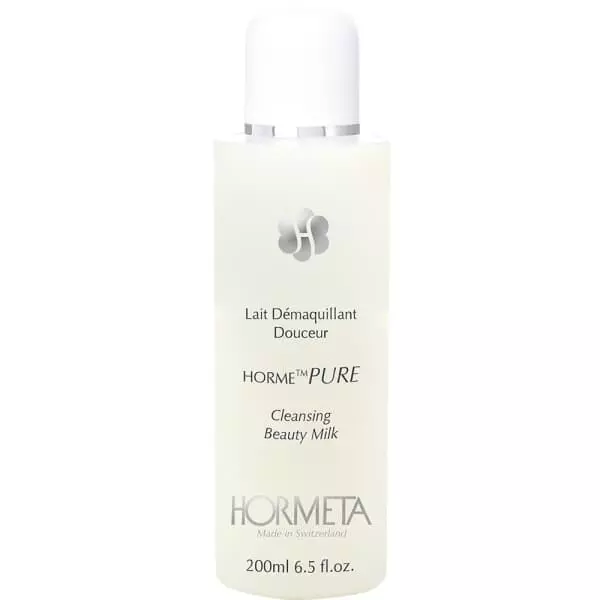 H
Lait Démaquillant
Douceur
HORME™PURE
Cleansing
Beauty Milk
HORMETA
Made in Switzerland
200ml 6.5 fl.oz.